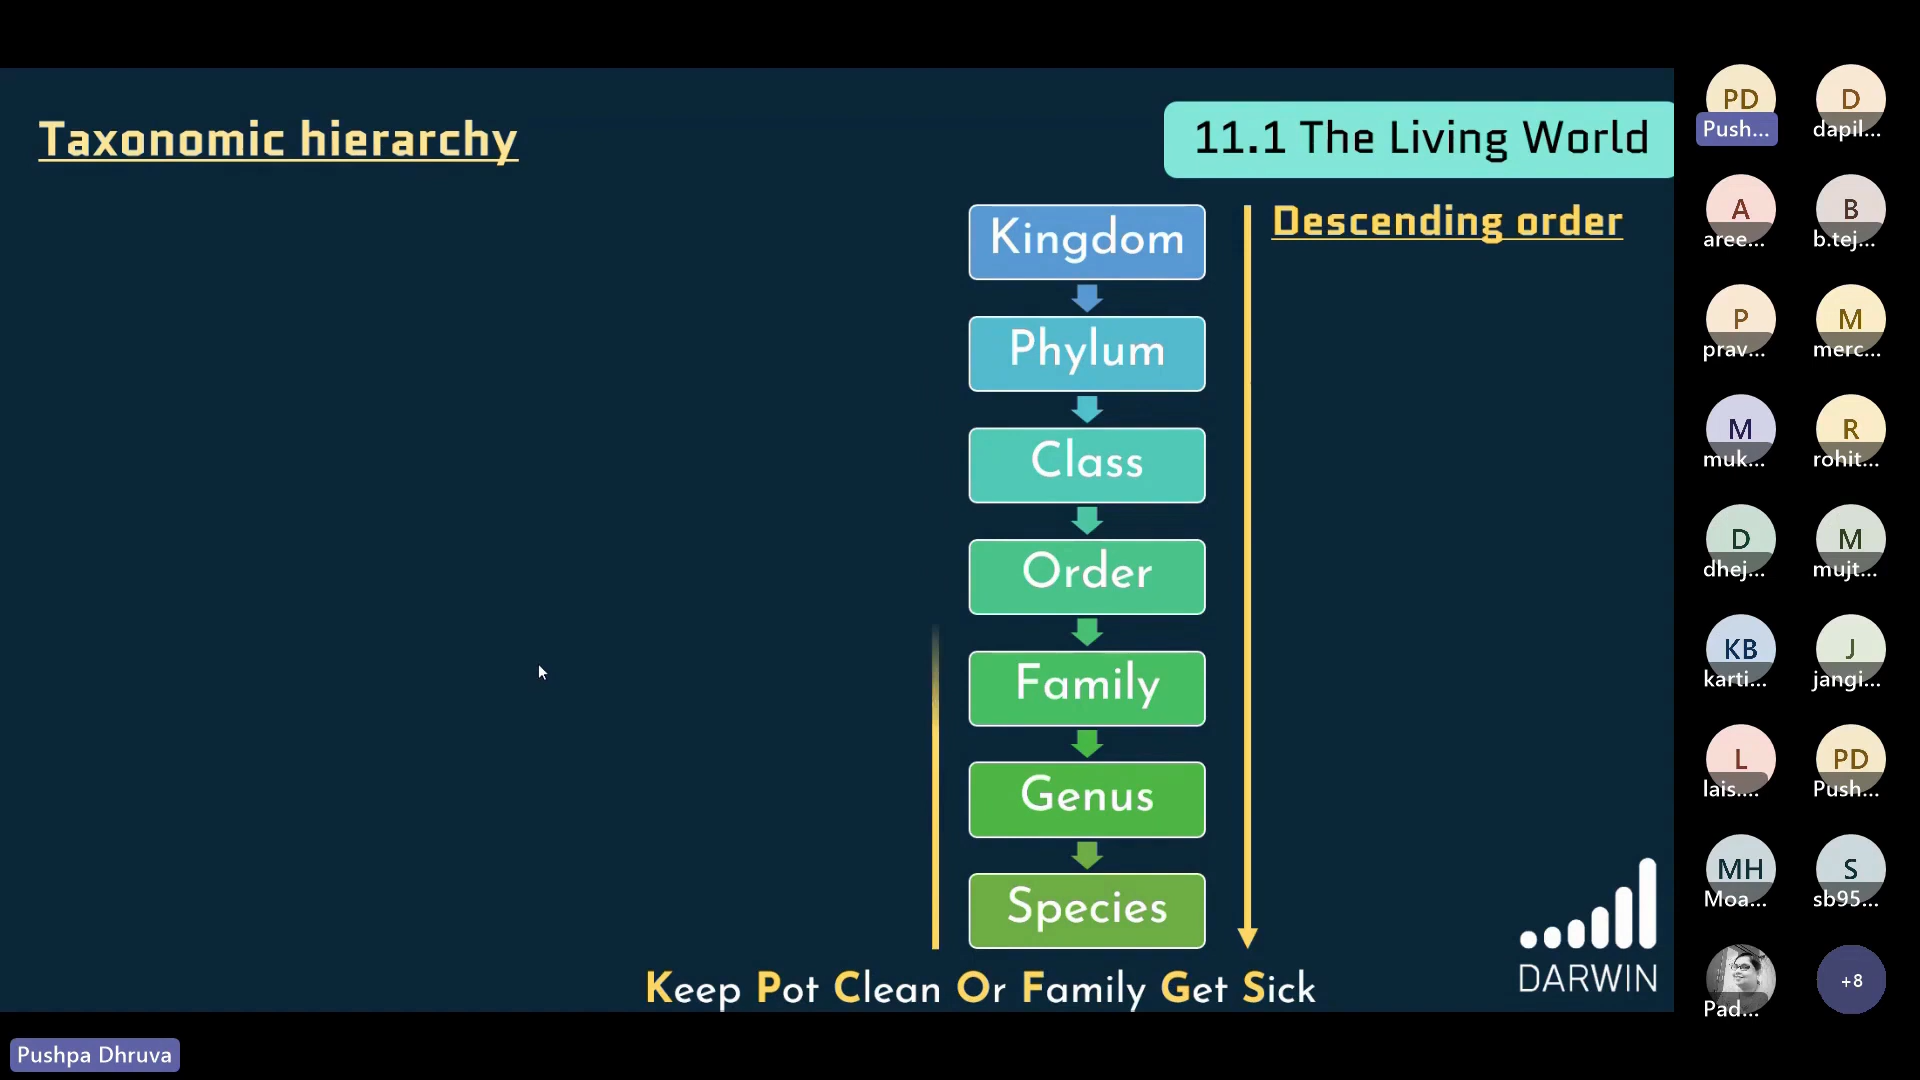 Taxonomic hierarchy
11.1 The Living World
Kingdom
Descending order
Phylum
Class
Order
Family
Genus
Species
Keep Pot Clean Or Family Get Sick
DARWIN
Pushpa Dhruva
PD
Push...
D
dapil...
A
aree...
B
b.tej...
P
prav...
M
merc...
M
muk...
R
rohit...
D
dhej...
M
mujt...
KB
karti...
J
jangi...
L
lais....
PD
Push...
MH
Moa...
S
sb95...
Pad...
+8